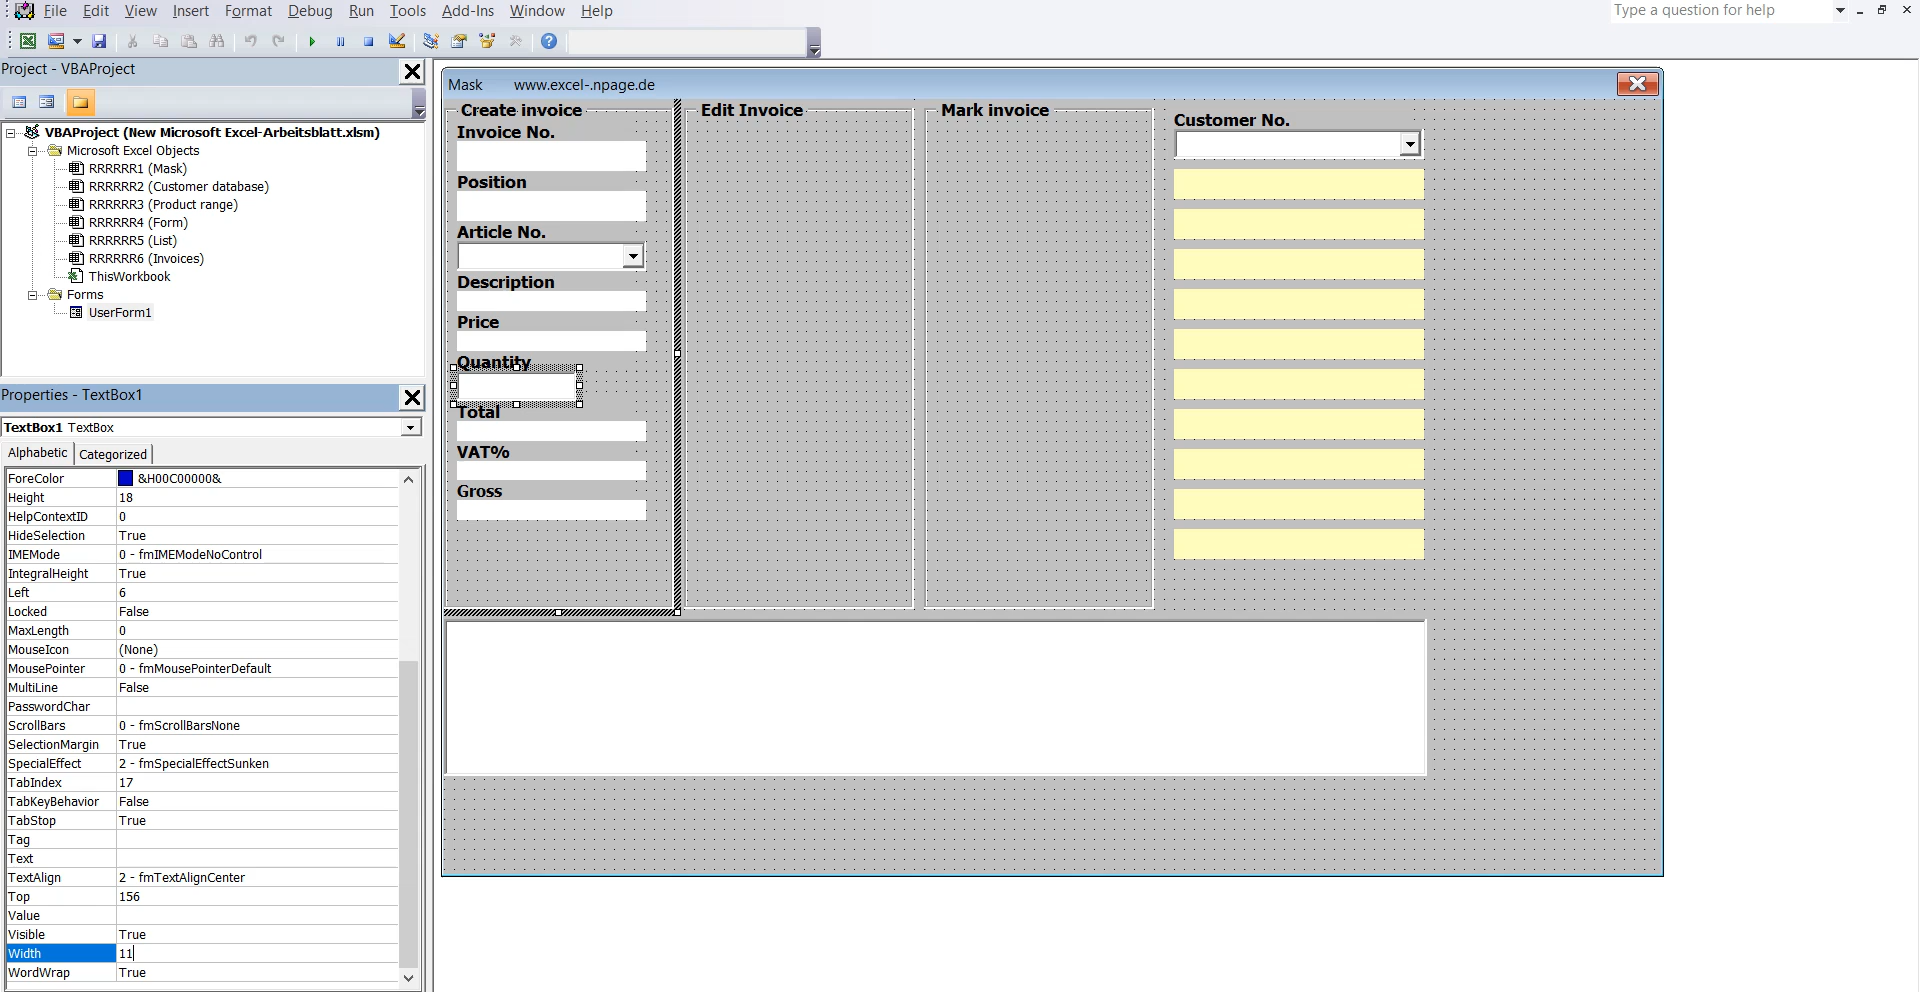 File Edit View Insert Format Debug Run Tools Add-Ins Window Help
Type a question for help
Project - VBAProject
VBAProject (New Microsoft Excel-Arbeitsblatt.xlsm)
Microsoft Excel Objects
RRRRRR1 (Mask)
RRRRRR2 (Customer database)
RRRRRR3 (Product range)
RRRRRR4 (Form)
RRRRRR5 (List)
RRRRRR6 (Invoices)
ThisWorkbook
Forms
UserForm1
Properties - TextBox1
TextBox1 TextBox
Alphabetic Categorized
ForeColor &H00C00000&
Height 18
HelpContextID 0
HideSelection True
IMEMode 0 - fmIMEModeNoControl
IntegralHeight True
Left 6
Locked False
MaxLength 0
MouseIcon (None)
MousePointer 0 - fmMousePointerDefault
MultiLine False
PasswordChar
ScrollBars 0 - fmScrollBarsNone
SelectionMargin True
SpecialEffect 2 - fmSpecialEffectSunken
TabIndex 17
TabKeyBehavior False
TabStop True
Tag
Text
TextAlign 2 - fmTextAlignCenter
Top 156
Value
Visible True
Width 11
WordWrap True
Mask www.excel-.npage.de
Create invoice
Invoice No.
Position
Article No.
Description
Price
Quantity
Total
VAT%
Gross
Edit Invoice
Mark invoice
Customer No.